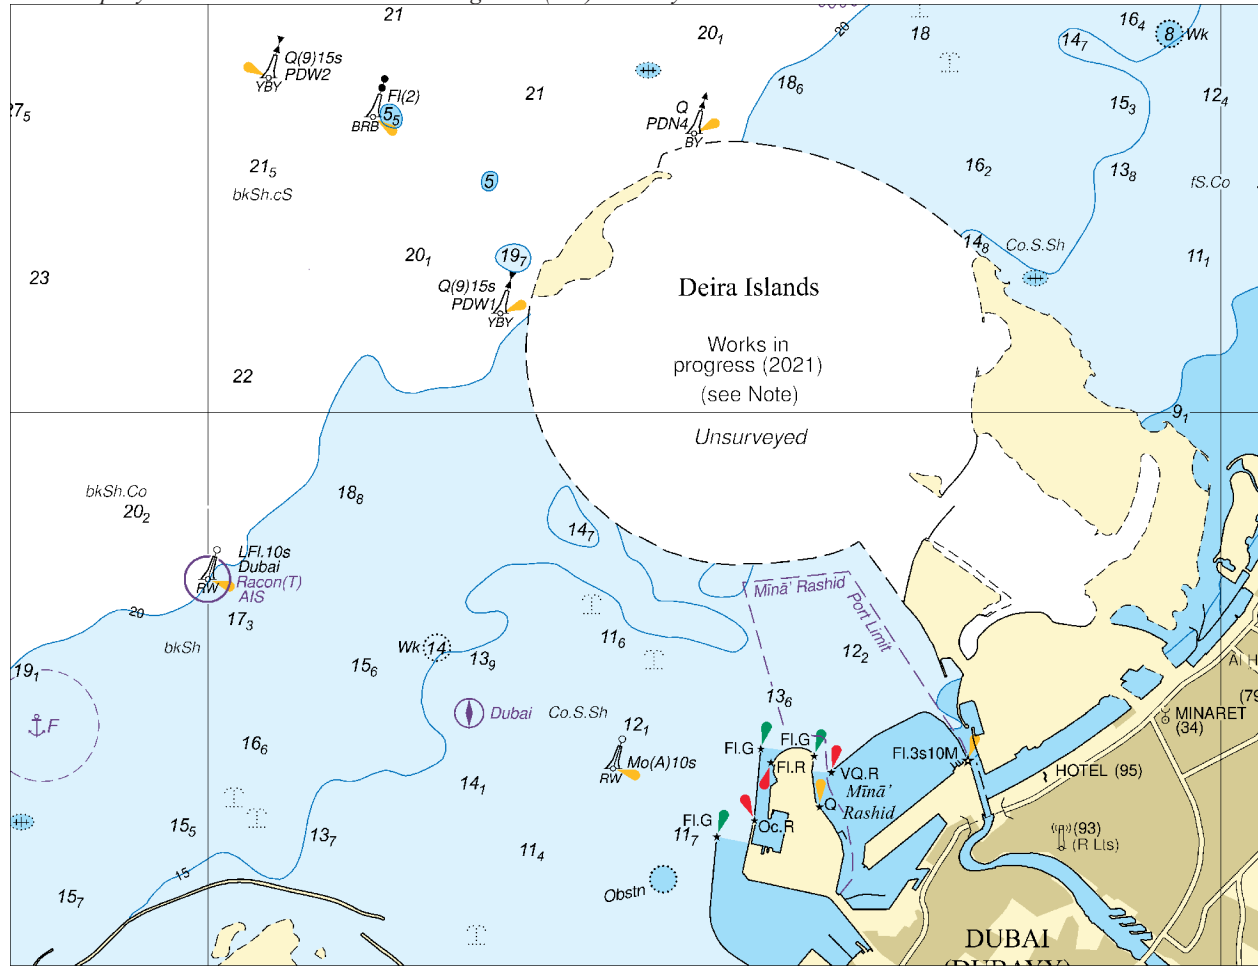 21
20₁
18
16₄
14₇
8 Wk
20
Q(9)15s
PDW2
YBY
Fl(2)
5₅
BRB
21
18₆
Q
PDN4
BY
15₃
12₄
27₅
21₅
bkSh.cS
5
16₂
13₈
fS.Co
20₁
19₇
14₈
Co.S.Sh
11₁
23
Q(9)15s
PDW1
YBY
Deira Islands
Works in
progress (2021)
(see Note)
Unsurveyed
22
9₁
bkSh.Co
20₂
18₈
14₇
LFl.10s
Dubai
Racon(T)
AIS
RW
20
17₃
bkSh
Mīnā' Rashid
Port Limit
11₆
12₂
Wk 14
13₉
15₆
19₁
F
13₆
Dubai
Co.S.Sh
12₁
16₆
Mo(A)10s
RW
Fl.G
Fl.G
Fl.R
VQ.R
Fl.3s10M
MINARET
(34)
HOTEL (95)
14₁
Q
Mīnā'
Rashid
Fl.G
Oc.R
11₇
15₅
13₇
11₄
(93)
(R Lts)
15
15₇
Obstn
DUBAI